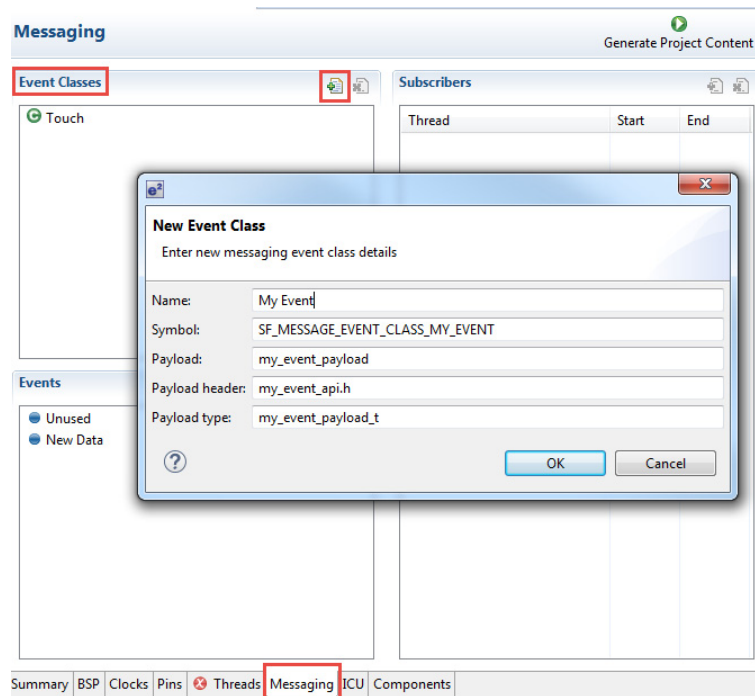 Messaging
Generate Project Content
Event Classes
Subscribers
Touch
Thread Start End
e²
New Event Class
Enter new messaging event class details
Name: My Event
Symbol: SF_MESSAGE_EVENT_CLASS_MY_EVENT
Payload: my_event_payload
Payload header: my_event_api.h
Payload type: my_event_payload_t
OK Cancel
Events
Unused
New Data
Summary BSP Clocks Pins Threads Messaging ICU Components